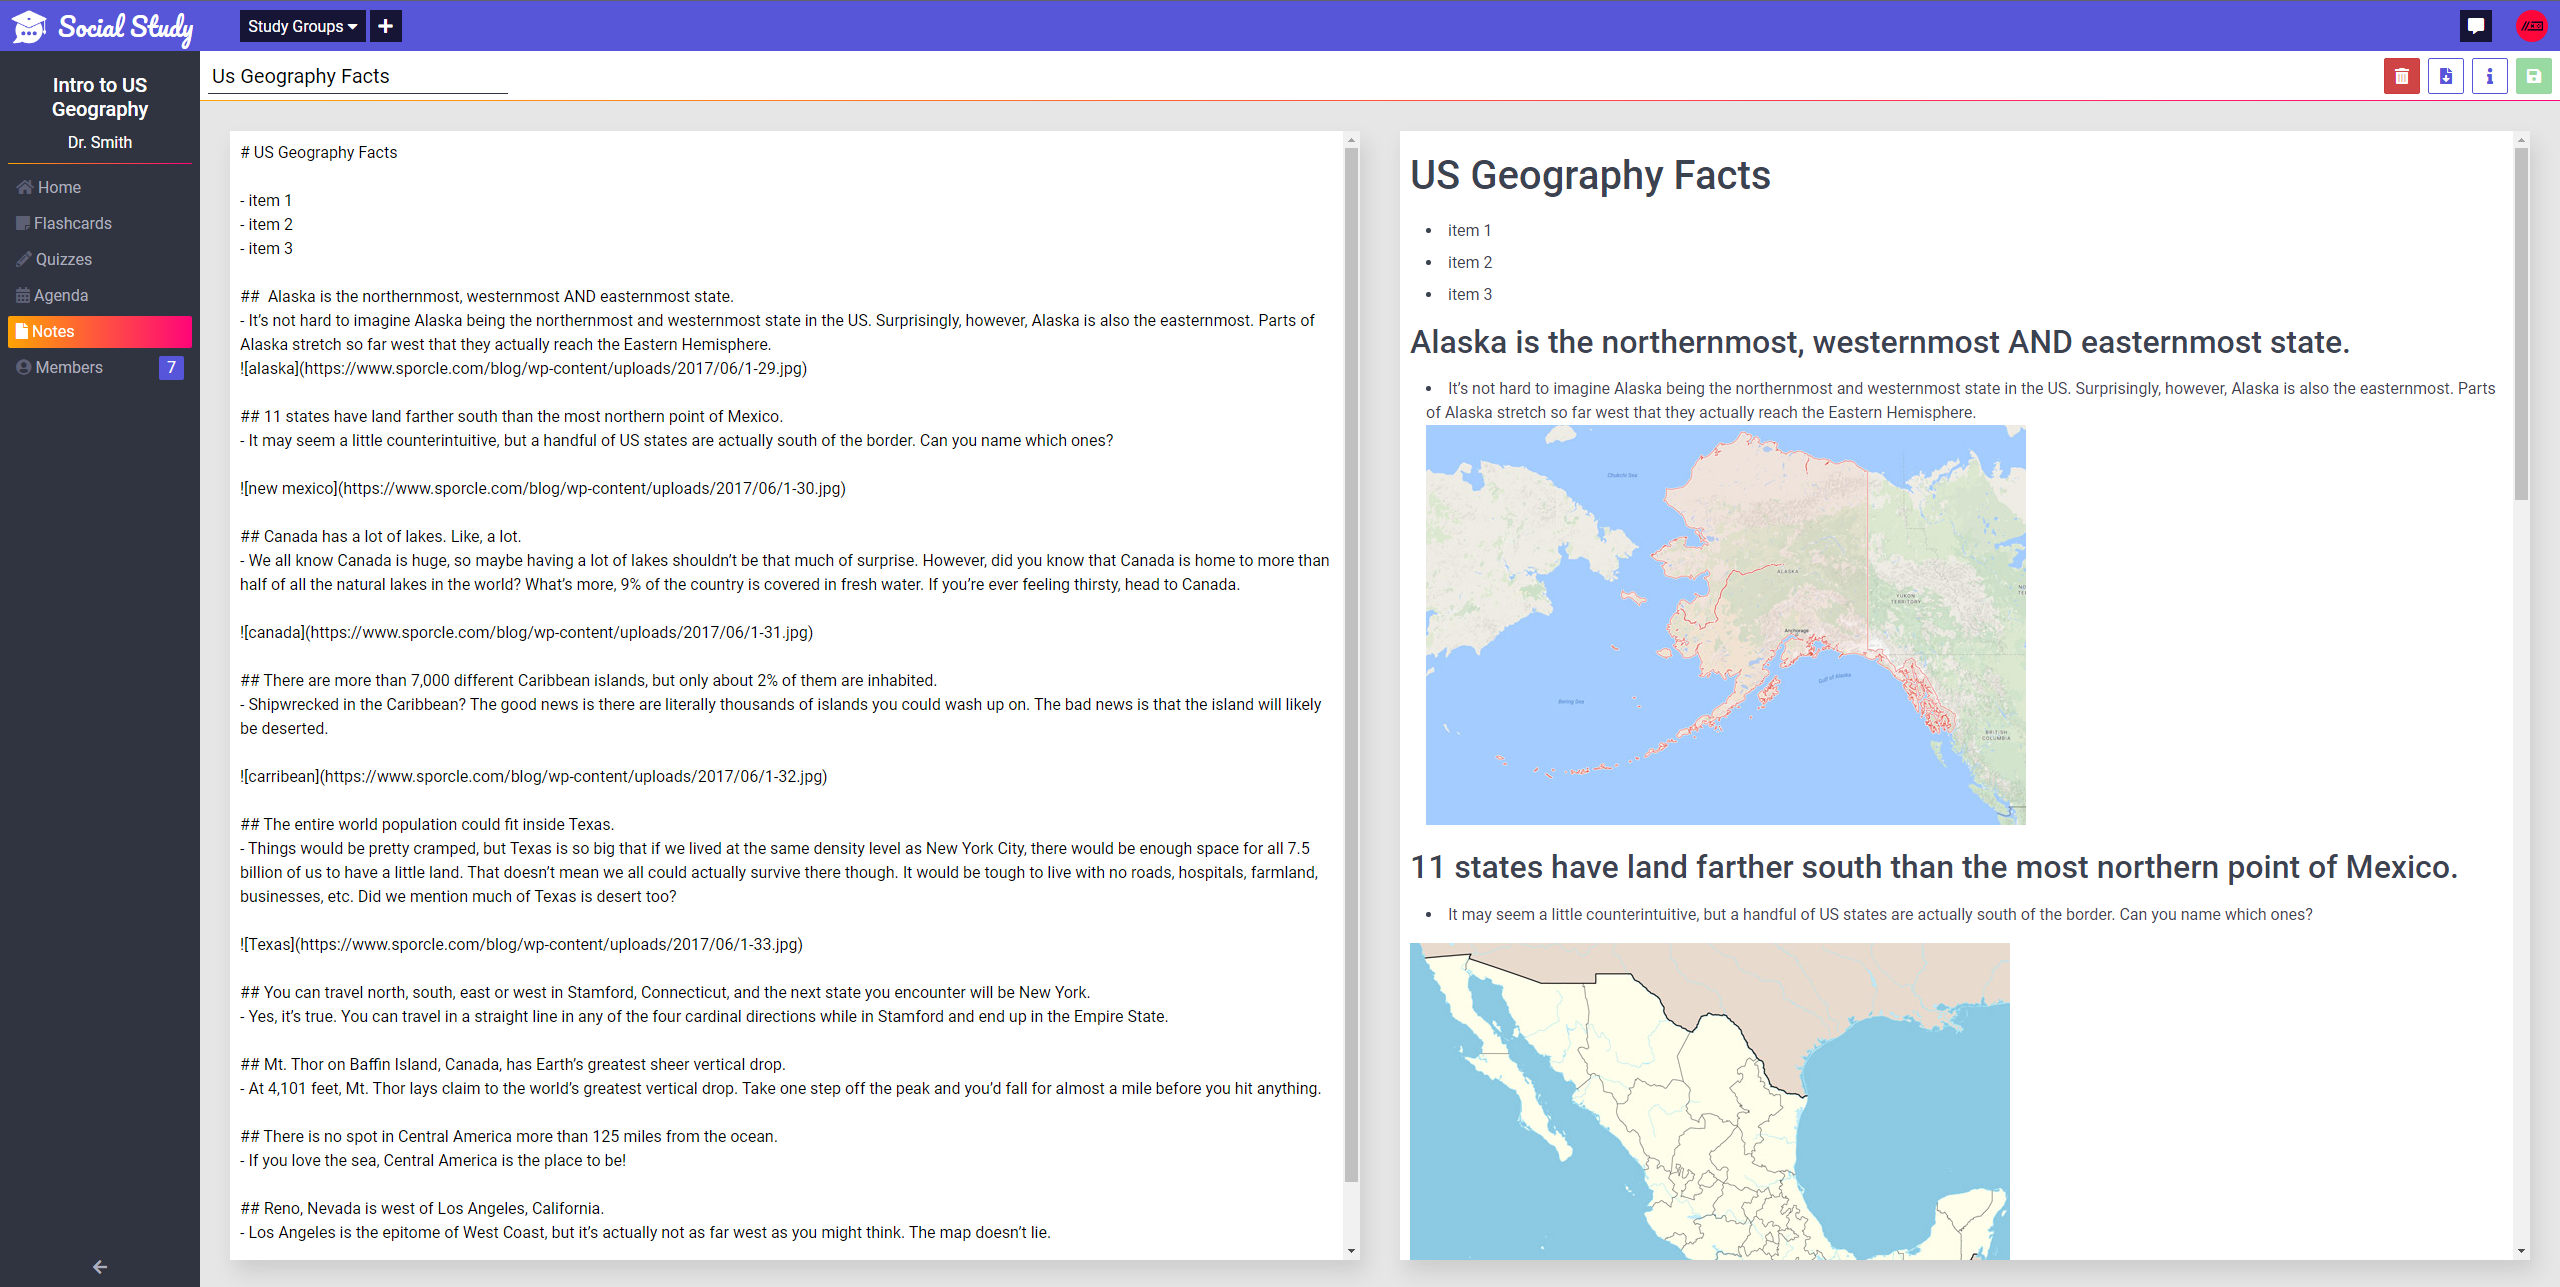 Social Study
Study Groups
Intro to US
Geography
Dr. Smith
Home
Flashcards
Quizzes
Agenda
Notes
Members 7
Us Geography Facts
# US Geography Facts
- item 1
- item 2
- item 3
##  Alaska is the northernmost, westernmost AND easternmost state.
- It’s not hard to imagine Alaska being the northernmost and westernmost state in the US. Surprisingly, however, Alaska is also the easternmost. Parts of
Alaska stretch so far west that they actually reach the Eastern Hemisphere.
![alaska](https://www.sporcle.com/blog/wp-content/uploads/2017/06/1-29.jpg)
## 11 states have land farther south than the most northern point of Mexico.
- It may seem a little counterintuitive, but a handful of US states are actually south of the border. Can you name which ones?
![new mexico](https://www.sporcle.com/blog/wp-content/uploads/2017/06/1-30.jpg)
## Canada has a lot of lakes. Like, a lot.
- We all know Canada is huge, so maybe having a lot of lakes shouldn’t be that much of surprise. However, did you know that Canada is home to more than
half of all the natural lakes in the world? What’s more, 9% of the country is covered in fresh water. If you’re ever feeling thirsty, head to Canada.
![canada](https://www.sporcle.com/blog/wp-content/uploads/2017/06/1-31.jpg)
## There are more than 7,000 different Caribbean islands, but only about 2% of them are inhabited.
- Shipwrecked in the Caribbean? The good news is there are literally thousands of islands you could wash up on. The bad news is that the island will likely
be deserted.
![carribean](https://www.sporcle.com/blog/wp-content/uploads/2017/06/1-32.jpg)
## The entire world population could fit inside Texas.
- Things would be pretty cramped, but Texas is so big that if we lived at the same density level as New York City, there would be enough space for all 7.5
billion of us to have a little land. That doesn’t mean we all could actually survive there though. It would be tough to live with no roads, hospitals, farmland,
businesses, etc. Did we mention much of Texas is desert too?
![Texas](https://www.sporcle.com/blog/wp-content/uploads/2017/06/1-33.jpg)
## You can travel north, south, east or west in Stamford, Connecticut, and the next state you encounter will be New York.
- Yes, it’s true. You can travel in a straight line in any of the four cardinal directions while in Stamford and end up in the Empire State.
## Mt. Thor on Baffin Island, Canada, has Earth’s greatest sheer vertical drop.
- At 4,101 feet, Mt. Thor lays claim to the world’s greatest vertical drop. Take one step off the peak and you’d fall for almost a mile before you hit anything.
## There is no spot in Central America more than 125 miles from the ocean.
- If you love the sea, Central America is the place to be!
## Reno, Nevada is west of Los Angeles, California.
- Los Angeles is the epitome of West Coast, but it’s actually not as far west as you might think. The map doesn’t lie.
US Geography Facts
• item 1
• item 2
• item 3
Alaska is the northernmost, westernmost AND easternmost state.
• It’s not hard to imagine Alaska being the northernmost and westernmost state in the US. Surprisingly, however, Alaska is also the easternmost. Parts
of Alaska stretch so far west that they actually reach the Eastern Hemisphere.
Chukchi Sea
ALASKA
YUKON
TERRITORY
Anchorage
Gulf of Alaska
Bering Sea
BRITISH
COLUMBIA
11 states have land farther south than the most northern point of Mexico.
• It may seem a little counterintuitive, but a handful of US states are actually south of the border. Can you name which ones?